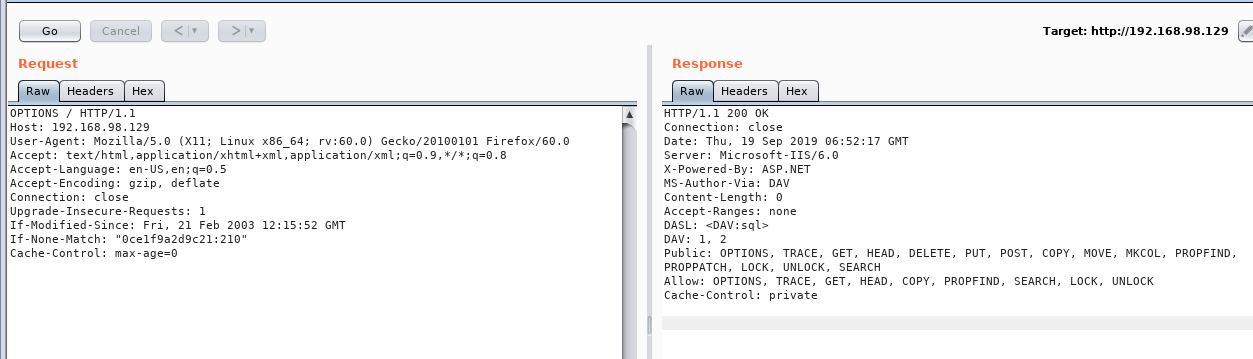 Go Cancel < > Target: http://192.168.98.129
Request
Raw Headers Hex
OPTIONS / HTTP/1.1
Host: 192.168.98.129
User-Agent: Mozilla/5.0 (X11; Linux x86_64; rv:60.0) Gecko/20100101 Firefox/60.0
Accept: text/html,application/xhtml+xml,application/xml;q=0.9,*/*;q=0.8
Accept-Language: en-US,en;q=0.5
Accept-Encoding: gzip, deflate
Connection: close
Upgrade-Insecure-Requests: 1
If-Modified-Since: Fri, 21 Feb 2003 12:15:52 GMT
If-None-Match: "0ce1f9a2d9c21:210"
Cache-Control: max-age=0
Response
Raw Headers Hex
HTTP/1.1 200 OK
Connection: close
Date: Thu, 19 Sep 2019 06:52:17 GMT
Server: Microsoft-IIS/6.0
X-Powered-By: ASP.NET
MS-Author-Via: DAV
Content-Length: 0
Accept-Ranges: none
DASL: <DAV:sql>
DAV: 1, 2
Public: OPTIONS, TRACE, GET, HEAD, DELETE, PUT, POST, COPY, MOVE, MKCOL, PROPFIND,
PROPPATCH, LOCK, UNLOCK, SEARCH
Allow: OPTIONS, TRACE, GET, HEAD, COPY, PROPFIND, SEARCH, LOCK, UNLOCK
Cache-Control: private